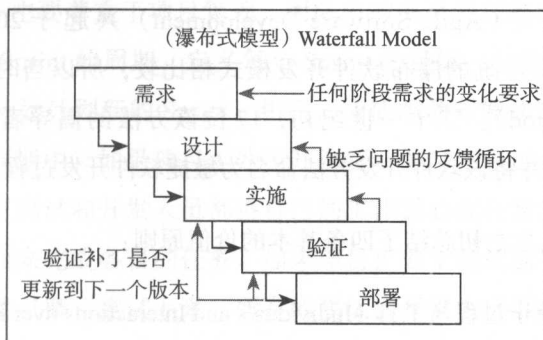 （瀑布式模型）Waterfall Model
需求
任何阶段需求的变化要求
设计
缺乏问题的反馈循环
实施
验证
验证补丁是否
更新到下一个版本
部署